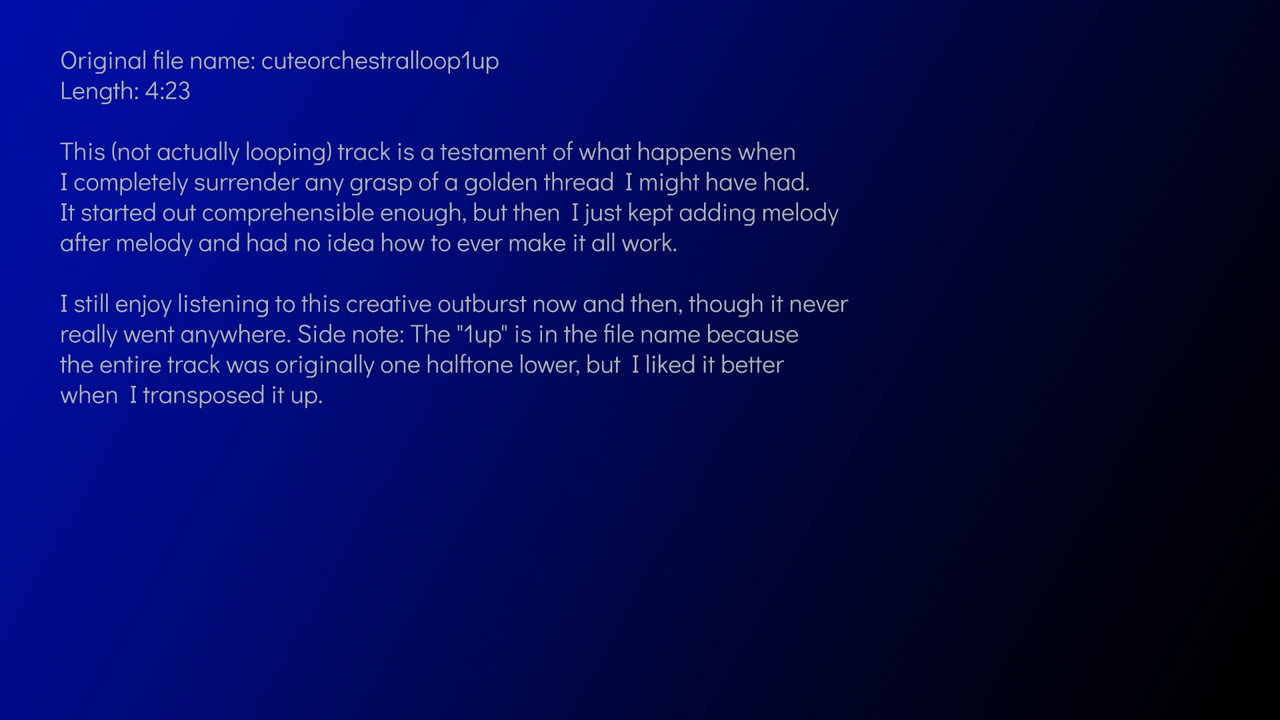 Original file name: cuteorchestralloop1up
Length: 4:23
This (not actually looping) track is a testament of what happens when
I completely surrender any grasp of a golden thread I might have had.
It started out comprehensible enough, but then I just kept adding melody
after melody and had no idea how to ever make it all work.
I still enjoy listening to this creative outburst now and then, though it never
really went anywhere. Side note: The "1up" is in the file name because
the entire track was originally one halftone lower, but I liked it better
when I transposed it up.